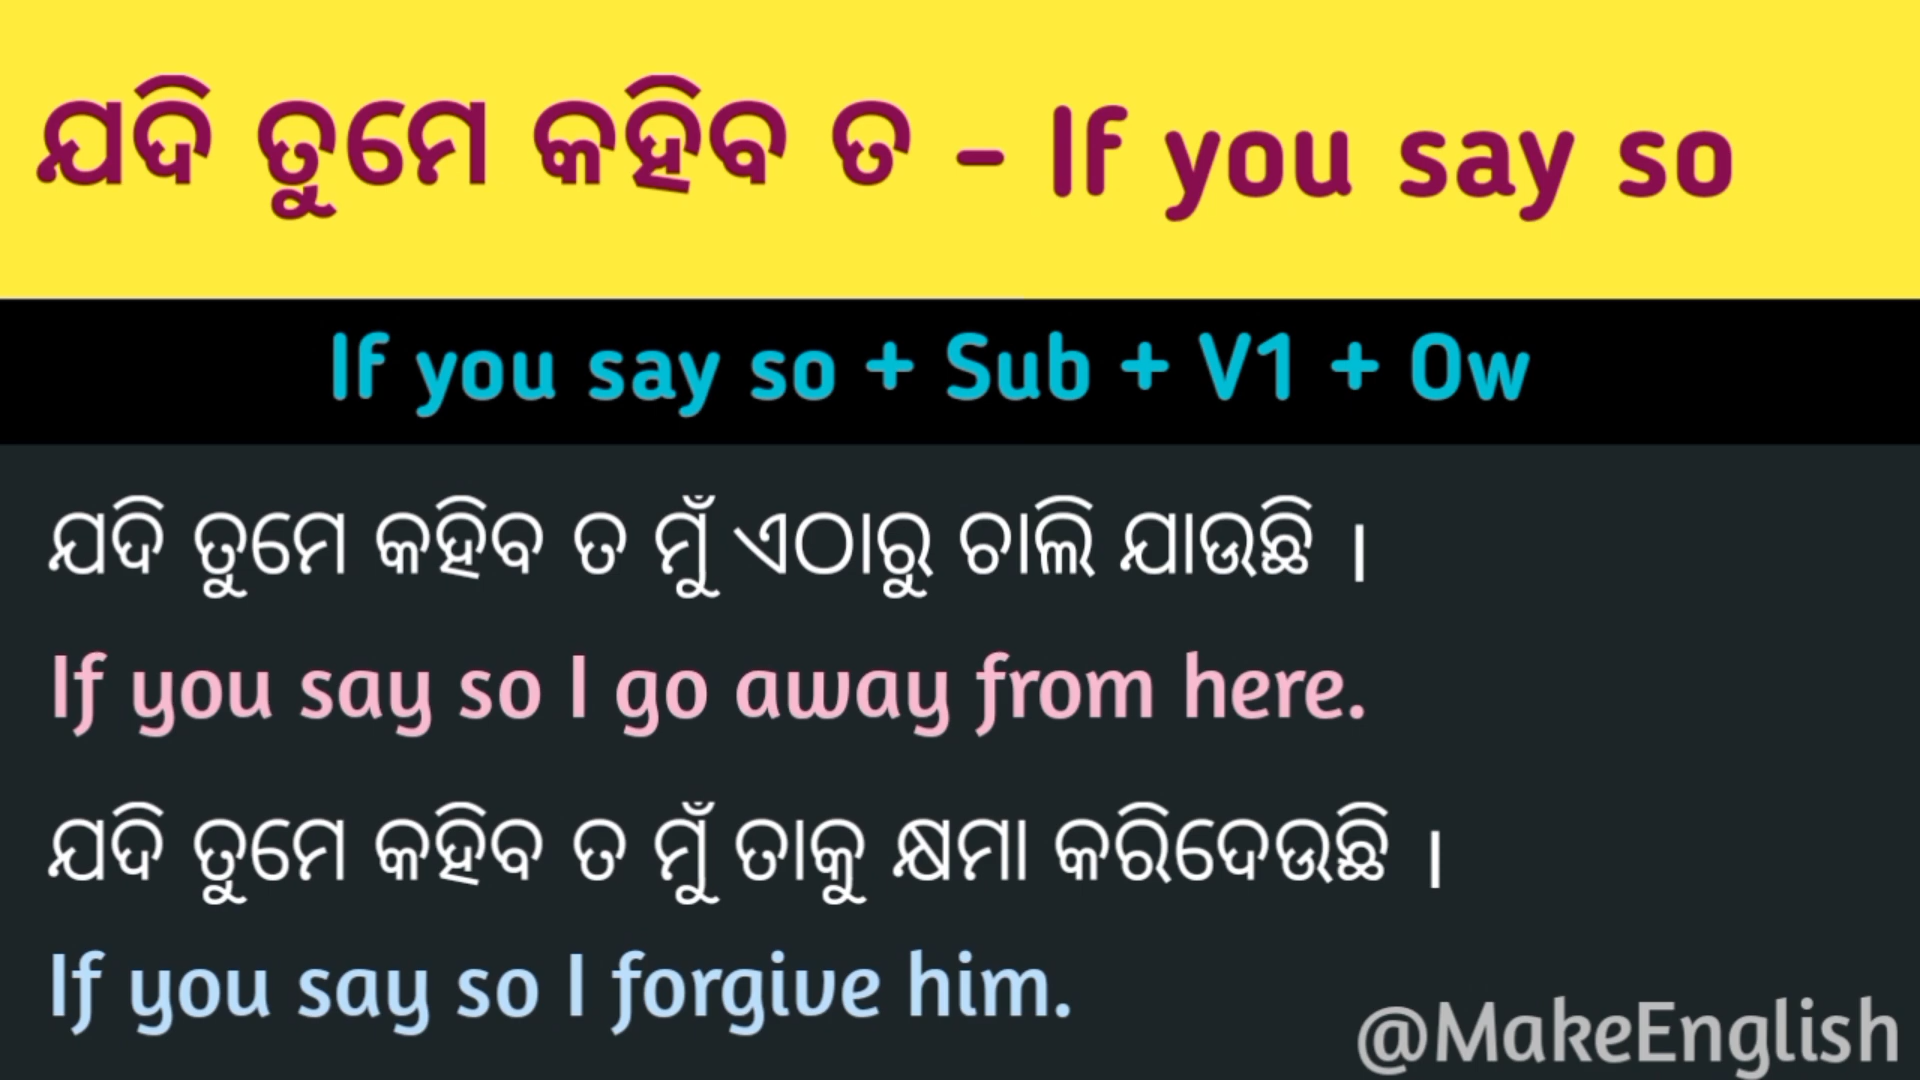 ଯଦି ତୁମେ କହିବ ତ - If you say so
If you say so + Sub + V1 + Ow
ଯଦି ତୁମେ କହିବ ତ ମୁଁ ଏଠାରୁ ଚାଲି ଯାଉଛି ।
If you say so I go away from here.
ଯଦି ତୁମେ କହିବ ତ ମୁଁ ତାକୁ କ୍ଷମା କରିଦେଉଛି ।
If you say so I forgive him.
@MakeEnglish